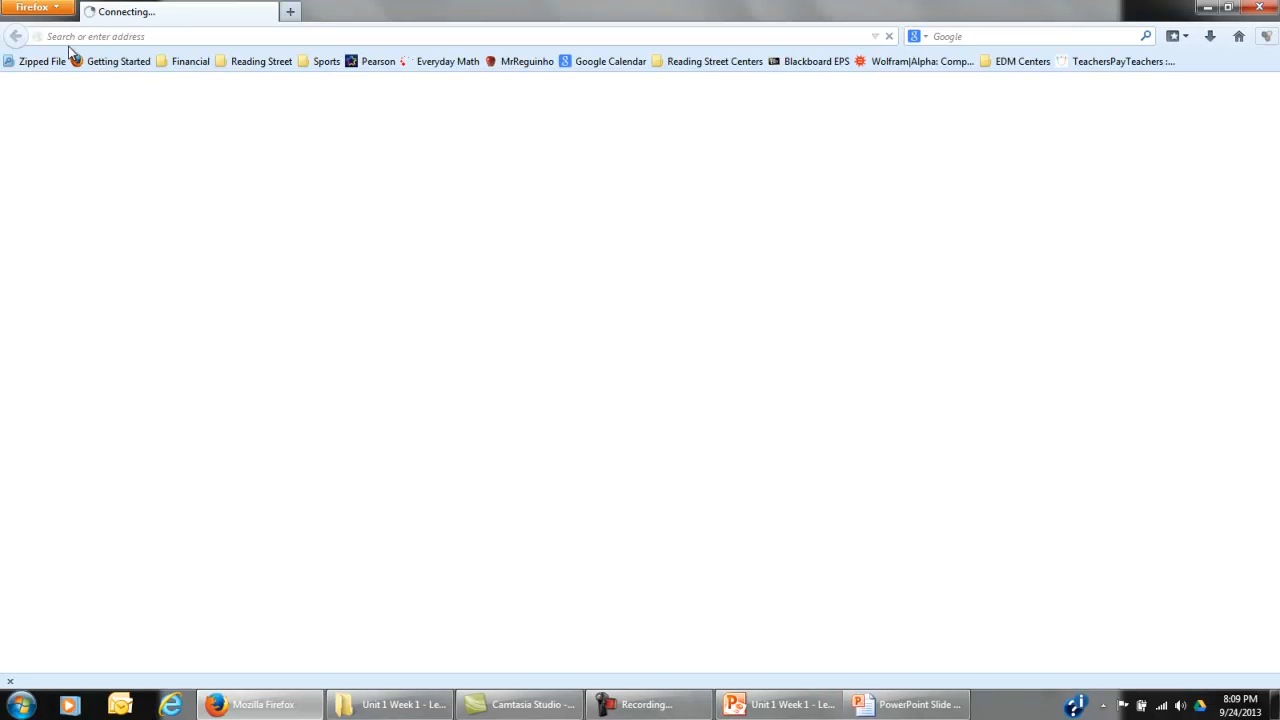 Firefox
Connecting...
Search or enter address
Google
Zipped File
Getting Started
Financial
Reading Street
Sports
Pearson
Everyday Math
MrReguinho
Google Calendar
Reading Street Centers
Blackboard EPS
Wolfram|Alpha: Comp...
EDM Centers
TeachersPayTeachers :...
Mozilla Firefox
Unit 1 Week 1 - Le...
Camtasia Studio -...
Recording...
Unit 1 Week 1 - Le...
PowerPoint Slide ...
8:09 PM
9/24/2013